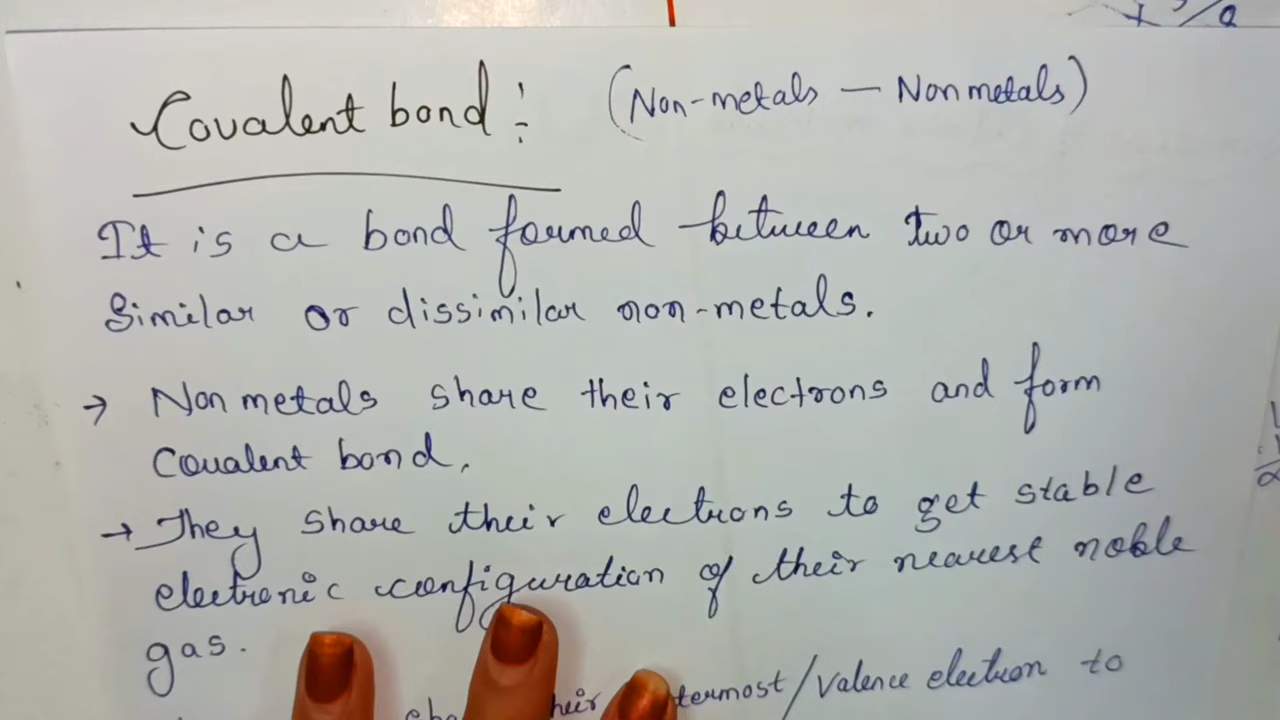 Covalent bond : (Non-metals — Nonmetals)
It is a bond formed between two or more
Similar or dissimilar non-metals.
→ Non metals share their electrons and form
Covalent bond.
→ They share their electrons to get stable
electronic configuration of their nearest noble
gas.
termost/valence electron to